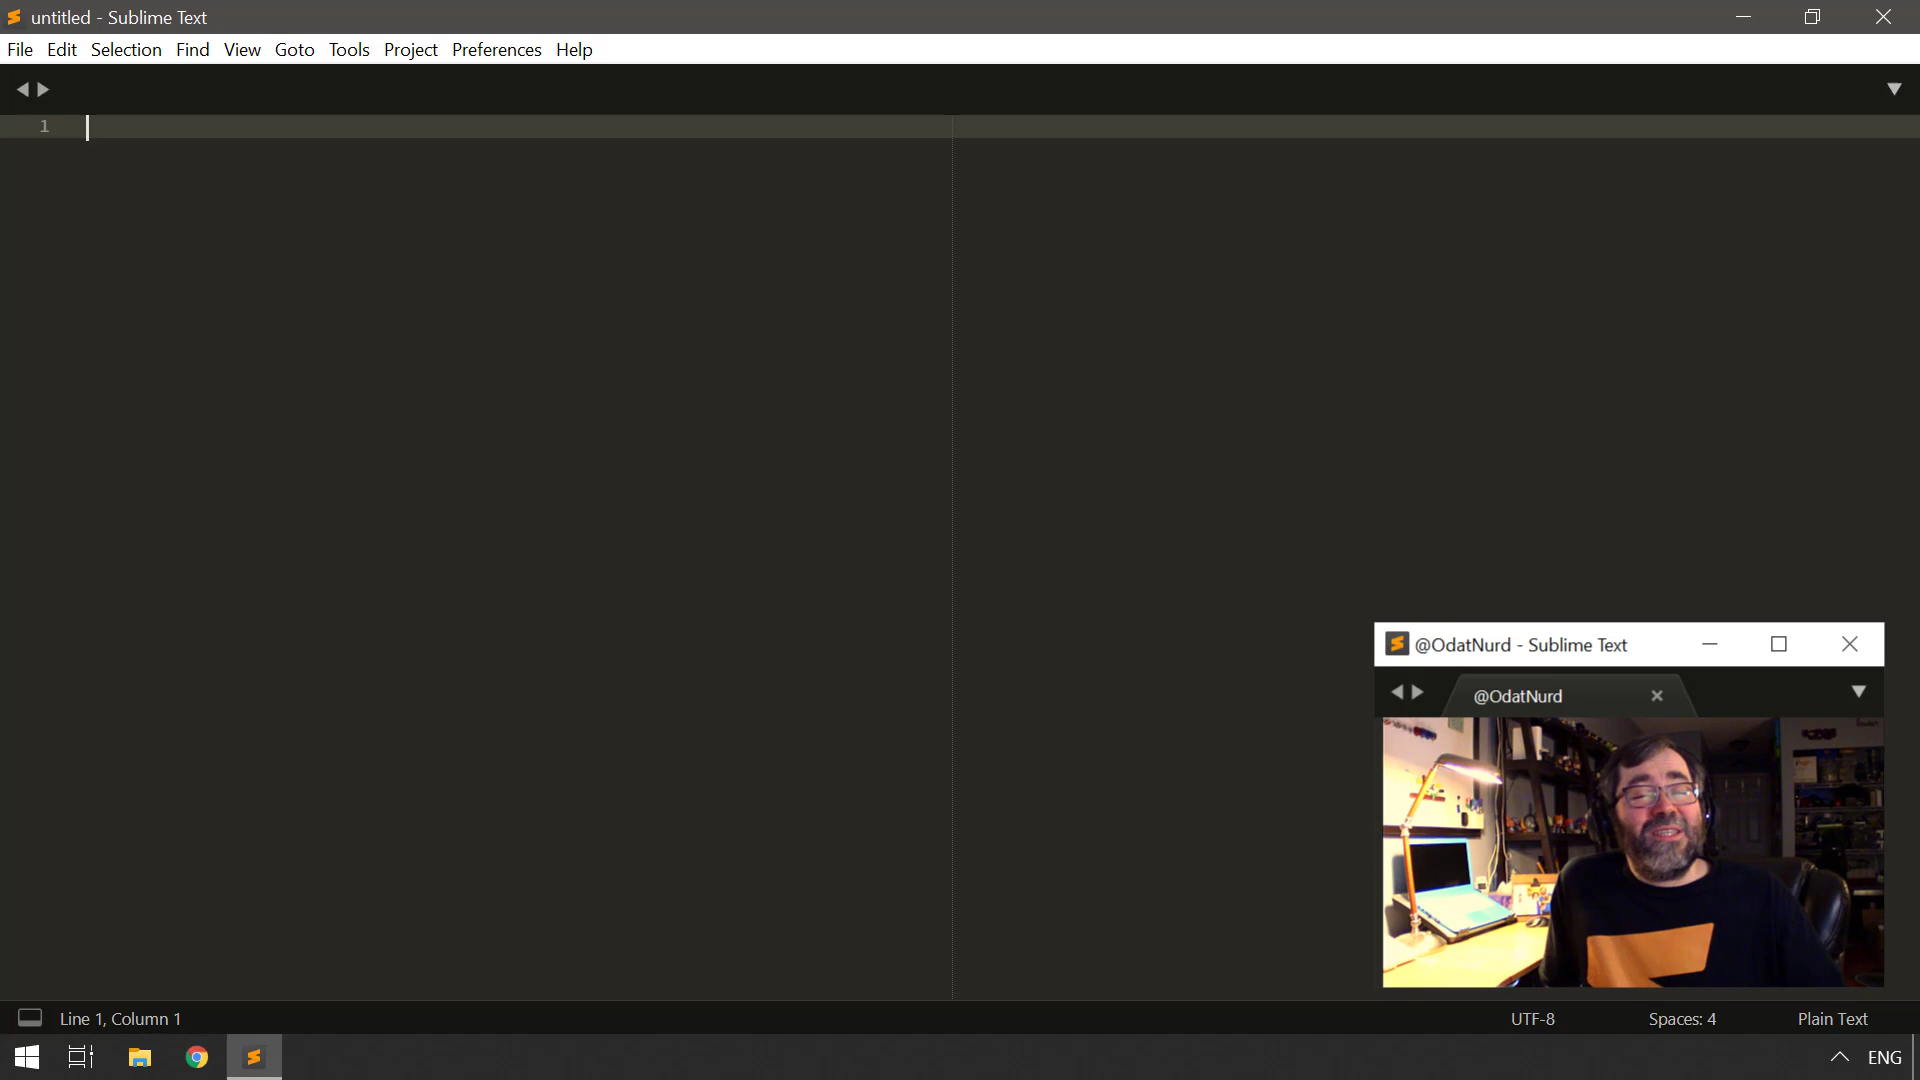 untitled - Sublime Text
File Edit Selection Find View Goto Tools Project Preferences Help
1
@OdatNurd - Sublime Text
@OdatNurd
Line 1, Column 1
UTF-8
Spaces: 4
Plain Text
ENG